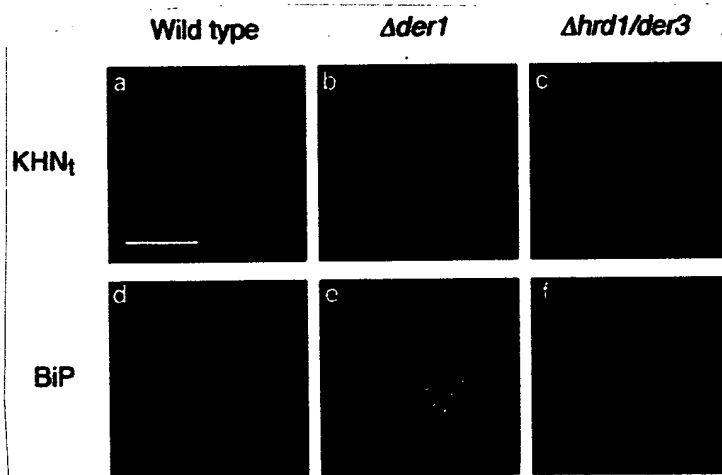 Wild type Δder1 Δhrd1/der3
a b c
KHNt
d e f
BiP